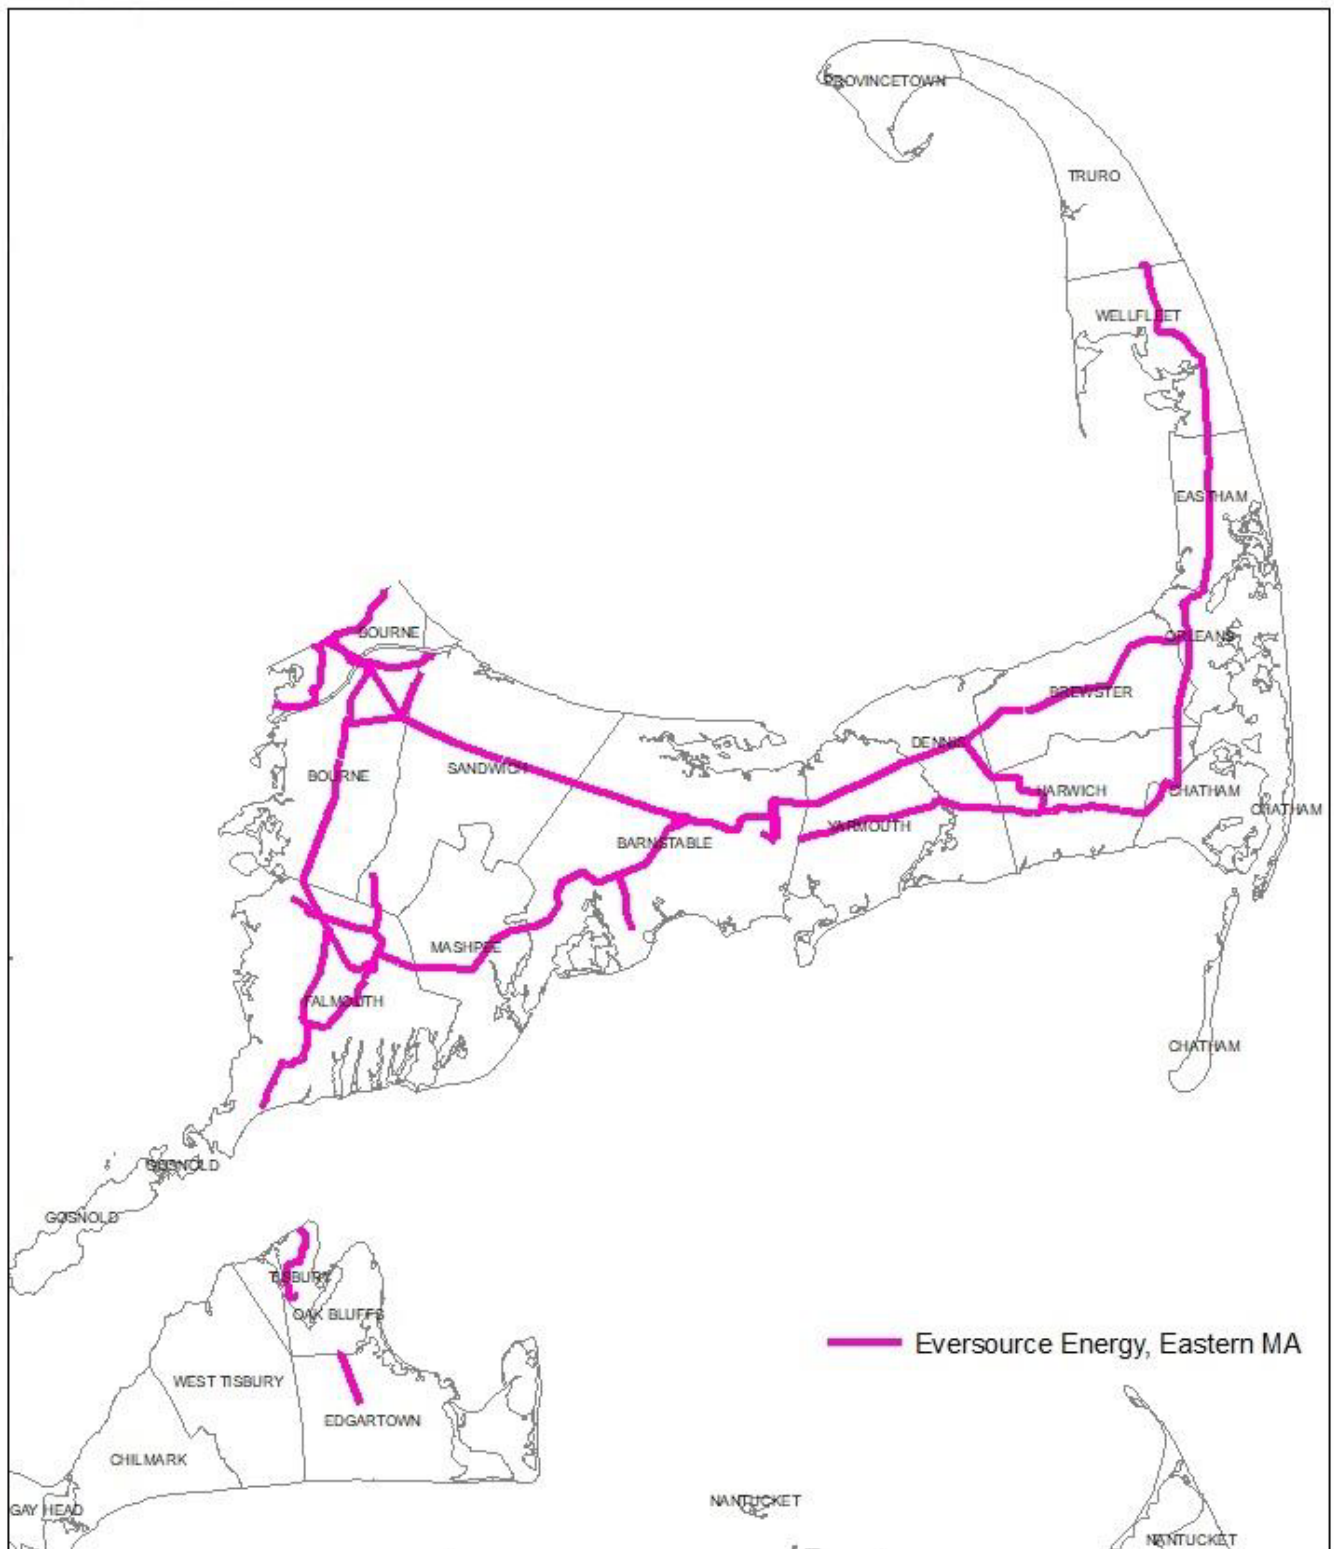 PROVINCETOWN
TRURO
WELLFLEET
EASTHAM
BOURNE
ORLEANS
BREWSTER
DENNIS
SANDWICH
BOURNE
HARWICH
CHATHAM
CHATHAM
YARMOUTH
BARNSTABLE
MASHPEE
FALMOUTH
CHATHAM
GOSNOLD
GOSNOLD
TISBURY
OAK BLUFFS
Eversource Energy, Eastern MA
WEST TISBURY
EDGARTOWN
CHILMARK
NANTUCKET
GAY HEAD
NANTUCKET